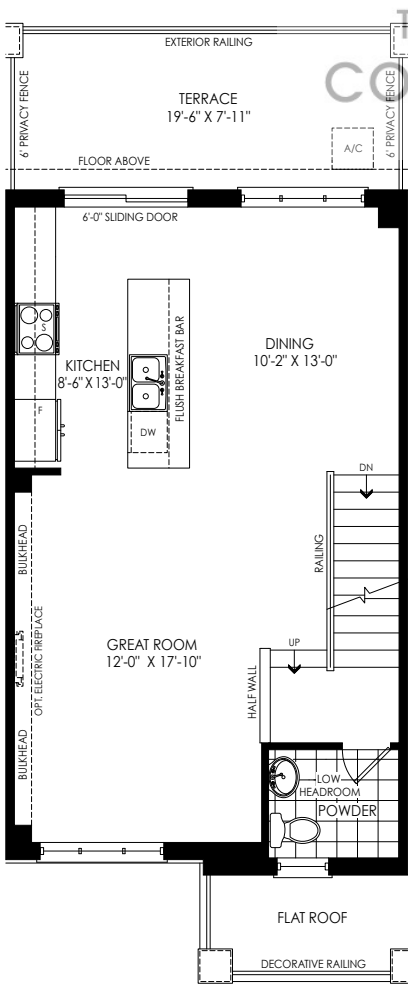 T
CO
EXTERIOR RAILING
6' PRIVACY FENCE
6' PRIVACY FENCE
TERRACE
19'-6" X 7'-11"
A/C
FLOOR ABOVE
6'-0" SLIDING DOOR
S
KITCHEN
8'-6" X 13'-0"
F
DW
FLUSH BREAKFAST BAR
DINING
10'-2" X 13'-0"
DN
RAILING
BULKHEAD
OPT. ELECTRIC FIREPLACE
BULKHEAD
GREAT ROOM
12'-0" X 17'-10"
UP
HALF WALL
LOW
HEADROOM
POWDER
FLAT ROOF
DECORATIVE RAILING